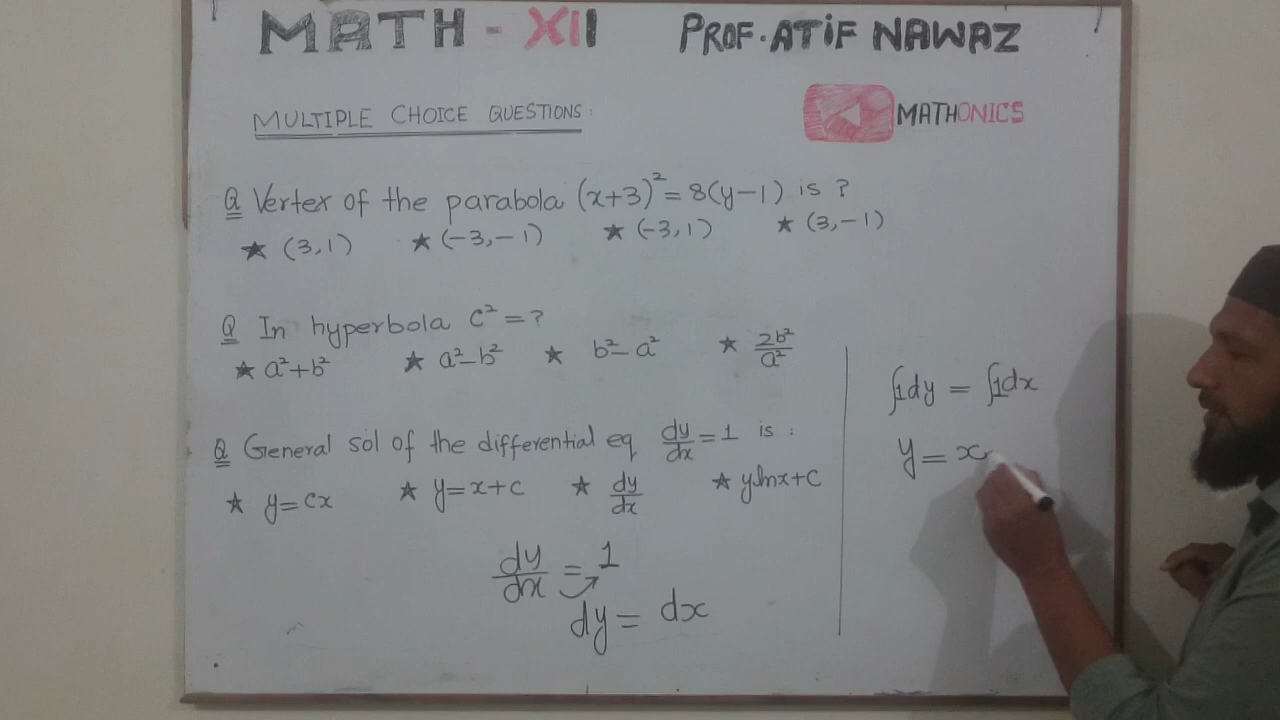 MATH - XII PROF. ATIF NAWAZ
MULTIPLE CHOICE QUESTIONS:
MATHONICS
Q Vertex of the parabola (x+3)²=8(y-1) is ?
★ (3,1) ★ (-3,-1) ★ (-3,1) ★ (3,-1)
Q In hyperbola c²=?
★ a²+b² ★ a²-b² ★ b²-a² ★ 2b²/a²
Q General sol of the differential eq dy/dx=1 is :
★ y=cx ★ y=x+c ★ dy/dx ★ ylnx+c
dy/dx=1
dy= dx
∫1dy = ∫1dx
y=x